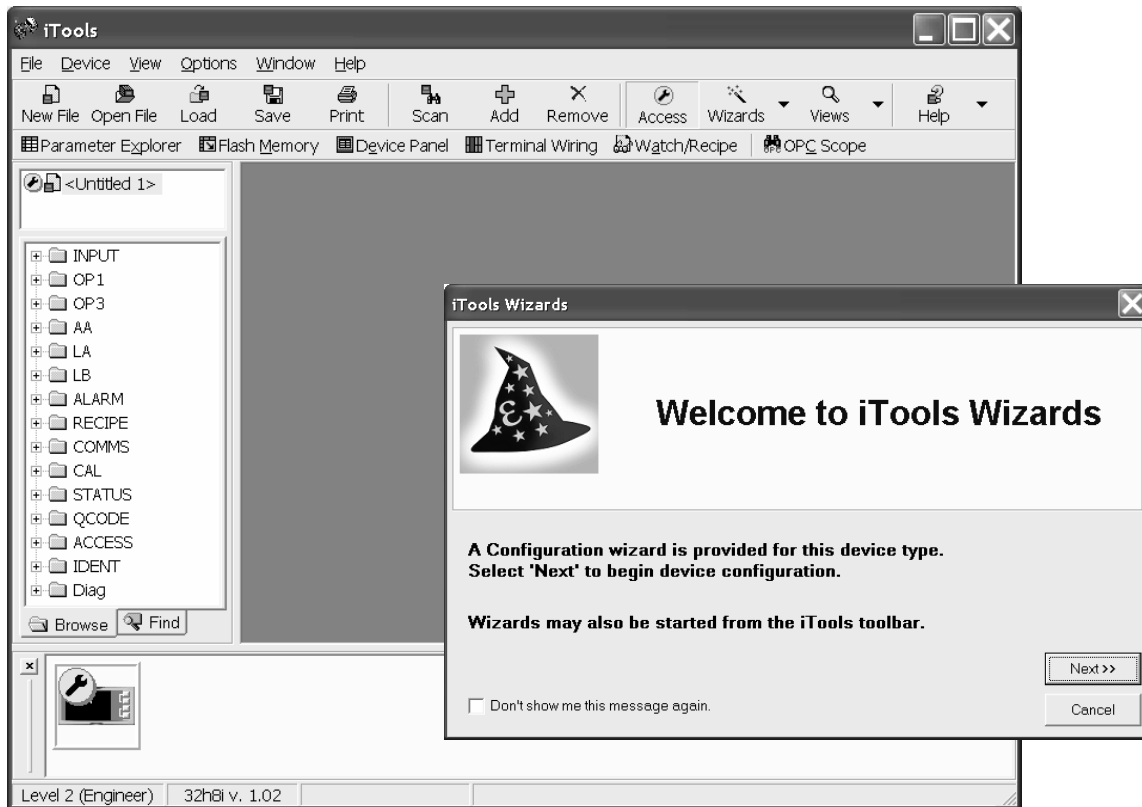 iTools
File Device View Options Window Help
New File Open File Load Save Print Scan Add Remove Access Wizards Views Help
Parameter Explorer Flash Memory Device Panel Terminal Wiring Watch/Recipe OPC Scope
<Untitled 1>
INPUT
OP1
OP3
AA
LA
LB
ALARM
RECIPE
COMMS
CAL
STATUS
QCODE
ACCESS
IDENT
Diag
Browse Find
Level 2 (Engineer) 32h8i v. 1.02
iTools Wizards
Welcome to iTools Wizards
A Configuration wizard is provided for this device type.
Select 'Next' to begin device configuration.
Wizards may also be started from the iTools toolbar.
Next>>
Don't show me this message again.
Cancel